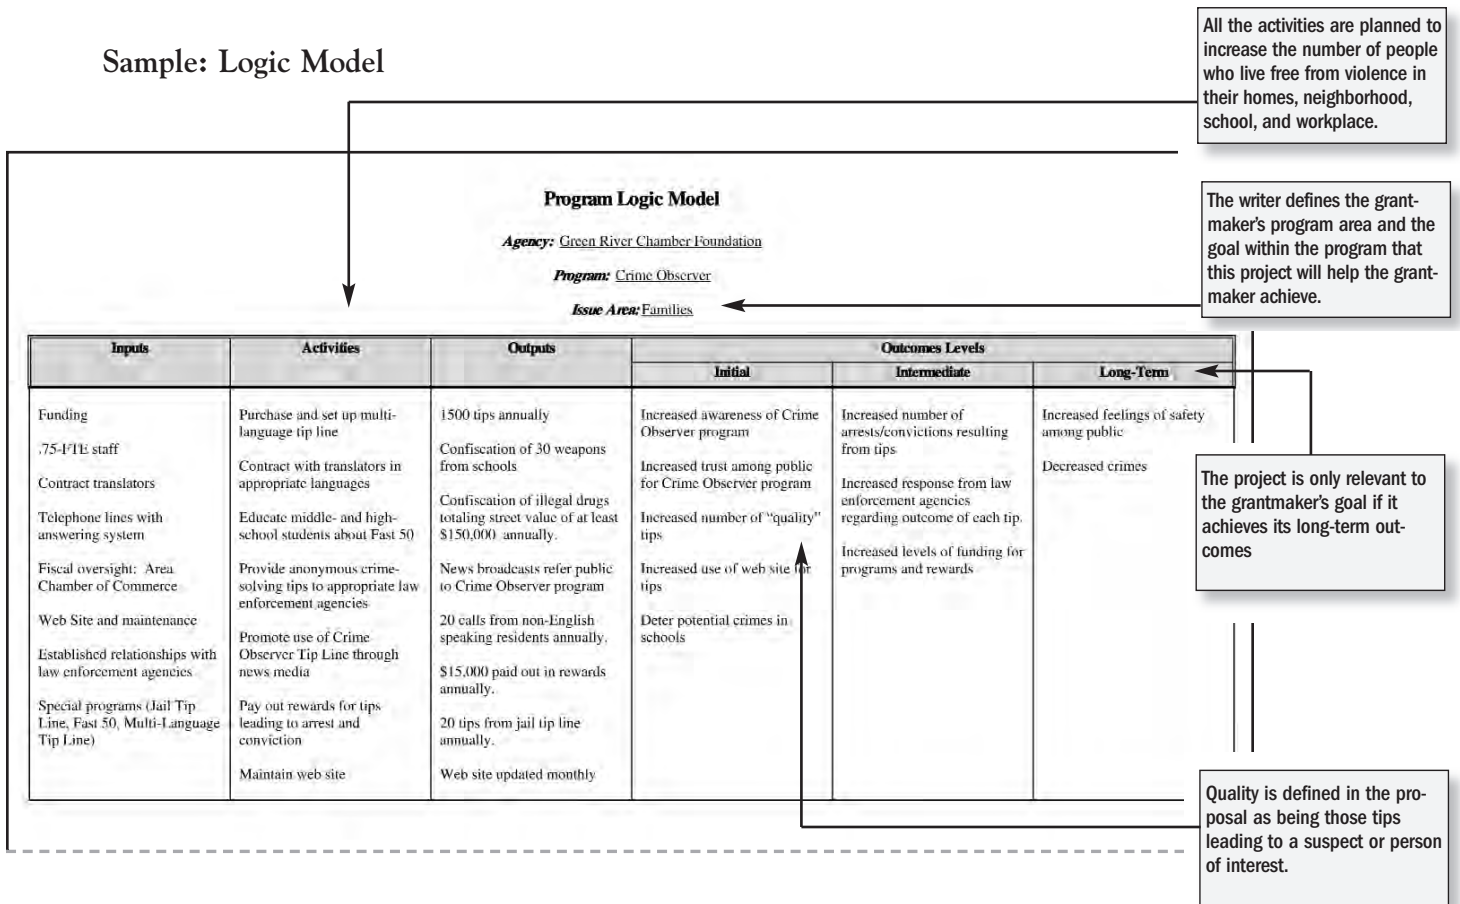 Sample: Logic Model
All the activities are planned to
increase the number of people
who live free from violence in
their homes, neighborhood,
school, and workplace.
Program Logic Model
Agency: Green River Chamber Foundation
Program: Crime Observer
Issue Area: Families
The writer defines the grant-
maker's program area and the
goal within the program that
this project will help the grant-
maker achieve.
Inputs
Funding
.75-FTE staff
Contract translators
Telephone lines with
answering system
Fiscal oversight: Area
Chamber of Commerce
Web Site and maintenance
Established relationships with
law enforcement agencies
Special programs (Jail Tip
Line, Fast 50, Multi-Language
Tip Line)
Activities
Purchase and set up multi-
language tip line
Contract with translators in
appropriate languages
Educate middle- and high-
school students about Fast 50
Provide anonymous crime-
solving tips to appropriate law
enforcement agencies
Promote use of Crime
Observer Tip Line through
news media
Pay out rewards for tips
leading to arrest and
conviction
Maintain web site
Outputs
1500 tips annually
Confiscation of 30 weapons
from schools
Confiscation of illegal drugs
totaling street value of at least
$150,000 annually.
News broadcasts refer public
to Crime Observer program
20 calls from non-English
speaking residents annually.
$15,000 paid out in rewards
annually.
20 tips from jail tip line
annually.
Web site updated monthly
Outcomes Levels
Initial
Increased awareness of Crime
Observer program
Increased trust among public
for Crime Observer program
Increased number of “quality”
tips
Increased use of web site for
tips
Deter potential crimes in
schools
Intermediate
Increased number of
arrests/convictions resulting
from tips
Increased response from law
enforcement agencies
regarding outcome of each tip.
Increased levels of funding for
programs and rewards
Long-Term
Increased feelings of safety
among public
Decreased crimes
The project is only relevant to
the grantmaker's goal if it
achieves its long-term out-
comes
Quality is defined in the pro-
posal as being those tips
leading to a suspect or person
of interest.